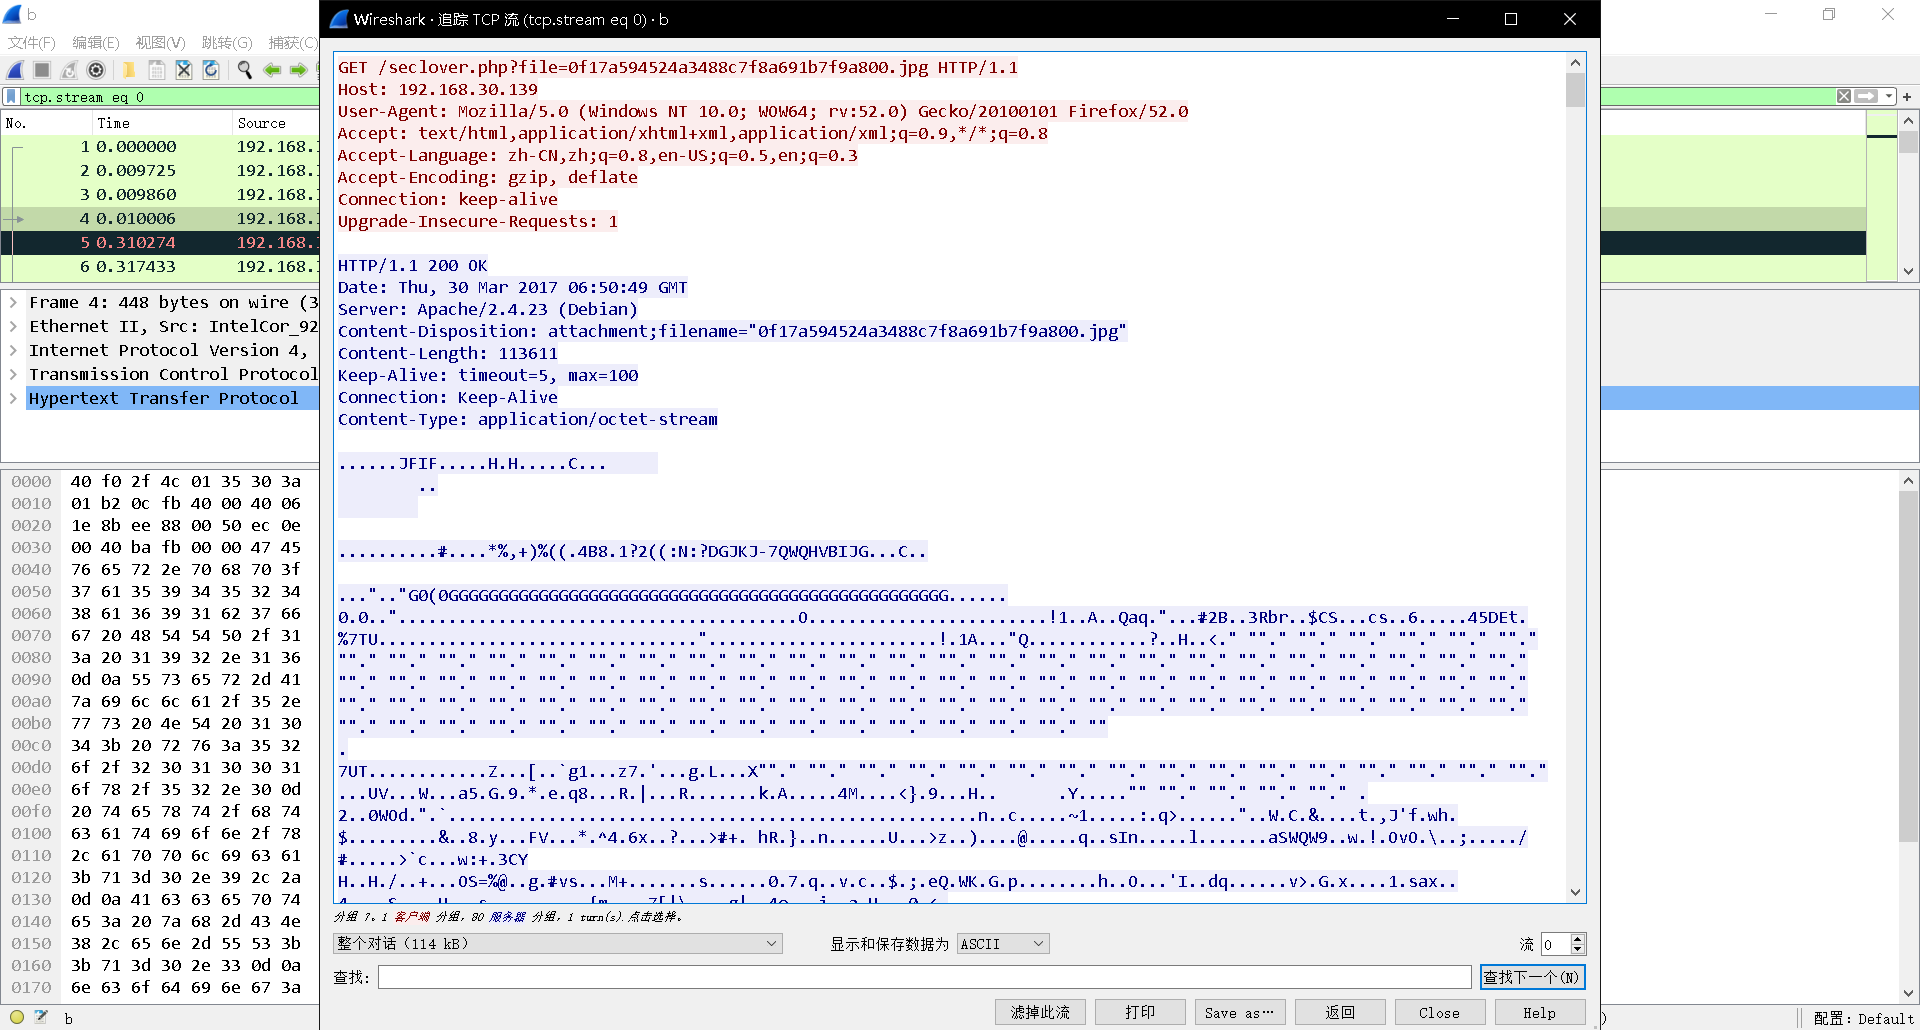 b
文件(F) 编辑(E) 视图(V) 跳转(G) 捕获(C)
tcp.stream eq 0
No. Time Source
1 0.000000 192.168.1
2 0.009725 192.168.1
3 0.009860 192.168.1
4 0.010006 192.168.1
5 0.310274 192.168.1
6 0.317433 192.168.1
Frame 4: 448 bytes on wire (3
Ethernet II, Src: IntelCor_92
Internet Protocol Version 4,
Transmission Control Protocol
Hypertext Transfer Protocol
0000 40 f0 2f 4c 01 35 30 3a
0010 01 b2 0c fb 40 00 40 06
0020 1e 8b ee 88 00 50 ec 0e
0030 00 40 ba fb 00 00 47 45
0040 76 65 72 2e 70 68 70 3f
0050 37 61 35 39 34 35 32 34
0060 38 61 36 39 31 62 37 66
0070 67 20 48 54 54 50 2f 31
0080 3a 20 31 39 32 2e 31 36
0090 0d 0a 55 73 65 72 2d 41
00a0 7a 69 6c 6c 61 2f 35 2e
00b0 77 73 20 4e 54 20 31 30
00c0 34 3b 20 72 76 3a 35 32
00d0 6f 2f 32 30 31 30 30 31
00e0 6f 78 2f 35 32 2e 30 0d
00f0 20 74 65 78 74 2f 68 74
0100 63 61 74 69 6f 6e 2f 78
0110 2c 61 70 70 6c 69 63 61
0120 3b 71 3d 30 2e 39 2c 2a
0130 0d 0a 41 63 63 65 70 74
0140 65 3a 20 7a 68 2d 43 4e
0150 38 2c 65 6e 2d 55 53 3b
0160 3b 71 3d 30 2e 33 0d 0a
0170 6e 63 6f 64 69 6e 67 3a
b
Wireshark · 追踪 TCP 流 (tcp.stream eq 0) · b
GET /seclover.php?file=0f17a594524a3488c7f8a691b7f9a800.jpg HTTP/1.1
Host: 192.168.30.139
User-Agent: Mozilla/5.0 (Windows NT 10.0; WOW64; rv:52.0) Gecko/20100101 Firefox/52.0
Accept: text/html,application/xhtml+xml,application/xml;q=0.9,*/*;q=0.8
Accept-Language: zh-CN,zh;q=0.8,en-US;q=0.5,en;q=0.3
Accept-Encoding: gzip, deflate
Connection: keep-alive
Upgrade-Insecure-Requests: 1
HTTP/1.1 200 OK
Date: Thu, 30 Mar 2017 06:50:49 GMT
Server: Apache/2.4.23 (Debian)
Content-Disposition: attachment;filename="0f17a594524a3488c7f8a691b7f9a800.jpg"
Content-Length: 113611
Keep-Alive: timeout=5, max=100
Connection: Keep-Alive
Content-Type: application/octet-stream
......JFIF.....H.H.....C...
..
..........#....*%,+)%((.4B8.1?2((:N:?DGJKJ-7QWQHVBIJG...C..
分组 7。1 客户端 分组, 80 服务器 分组, 1 turn(s). 点击选择。
整个对话 (114 kB)
显示和保存数据为 ASCII
流 0
查找:
查找下一个(N)
滤掉此流 打印 Save as… 返回 Close Help
配置: Default